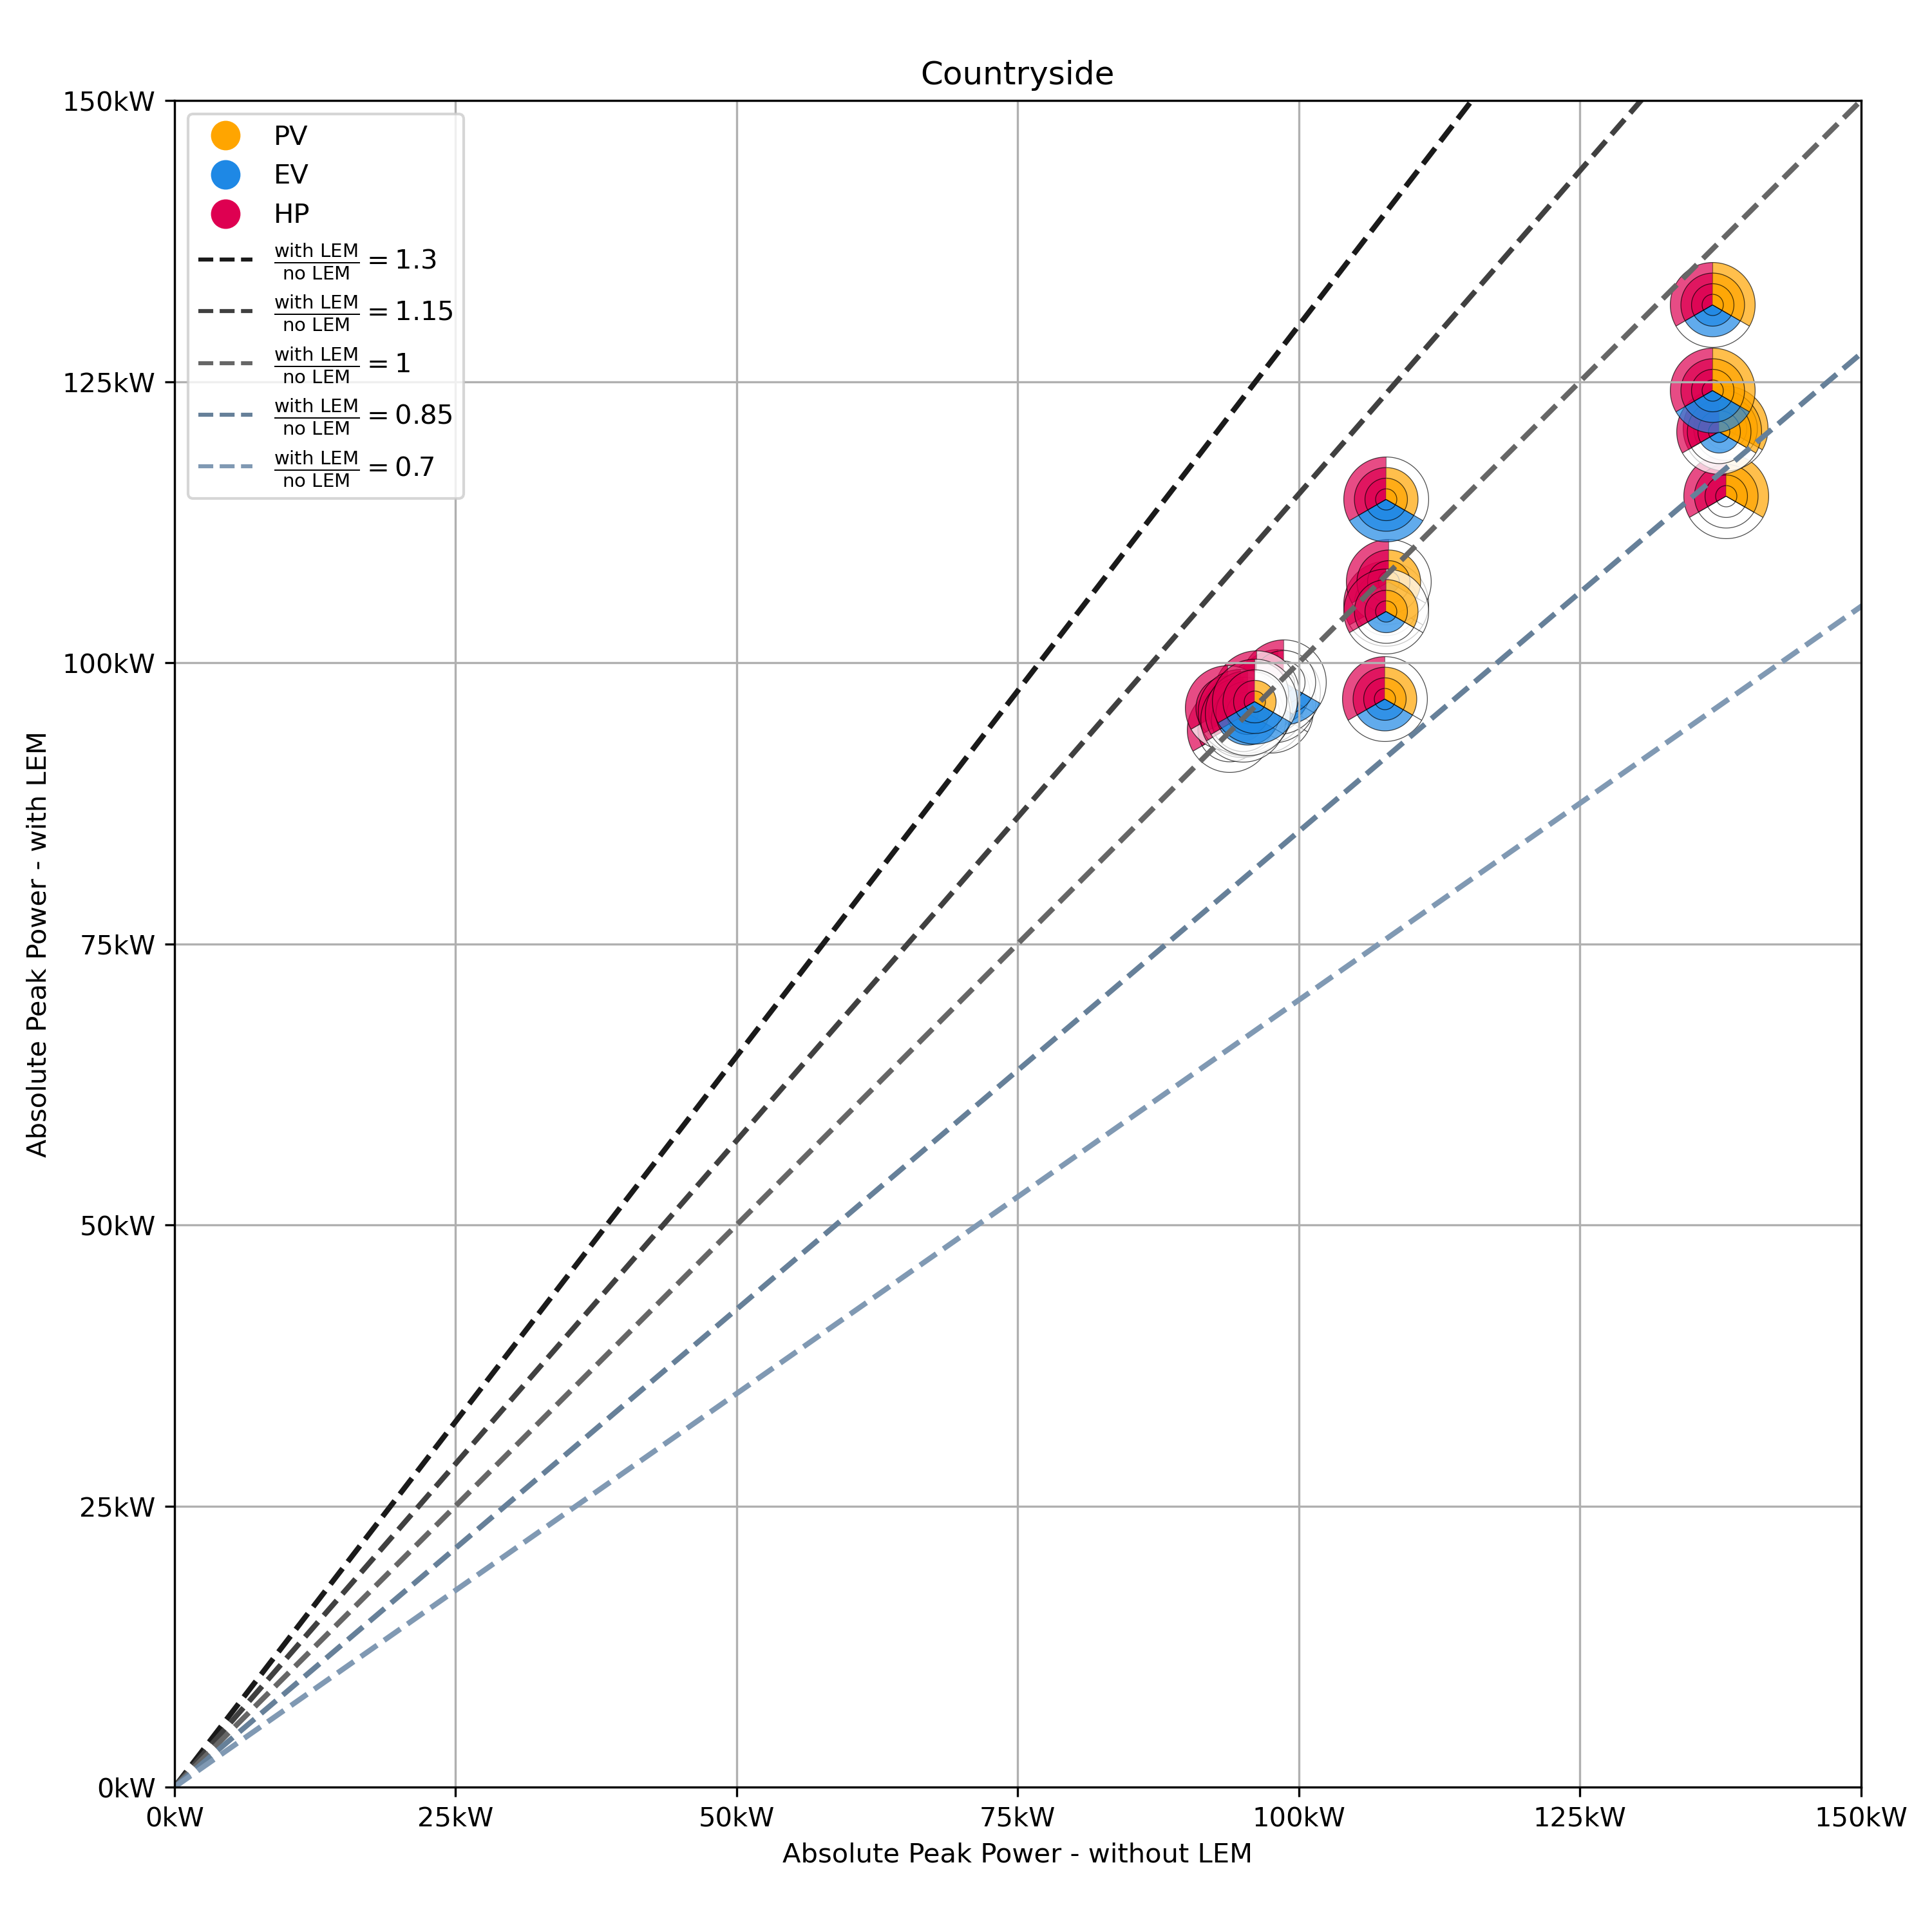 Countryside
150kW
125kW
100kW
75kW
50kW
25kW
0kW
PV
EV
HP
with LEM / no LEM = 1.3
with LEM / no LEM = 1.15
with LEM / no LEM = 1
with LEM / no LEM = 0.85
with LEM / no LEM = 0.7
Absolute Peak Power - with LEM
0kW 25kW 50kW 75kW 100kW 125kW 150kW
Absolute Peak Power - without LEM